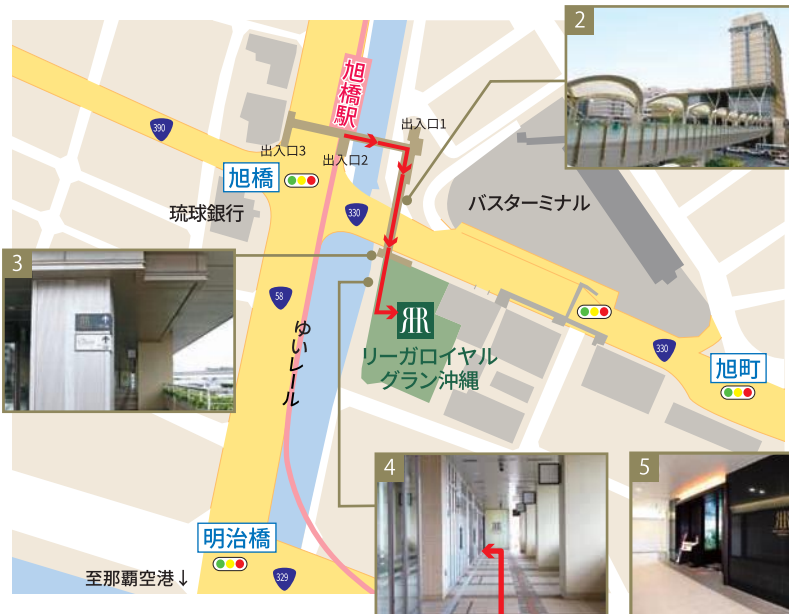 2
旭橋駅
出入口1
390
出入口3
出入口2
旭橋
琉球銀行
330
バスターミナル
3
58
RR
リーガロイヤル
グラン沖縄
ゆいレール
330
旭町
4
5
明治橋
至那覇空港↓
329